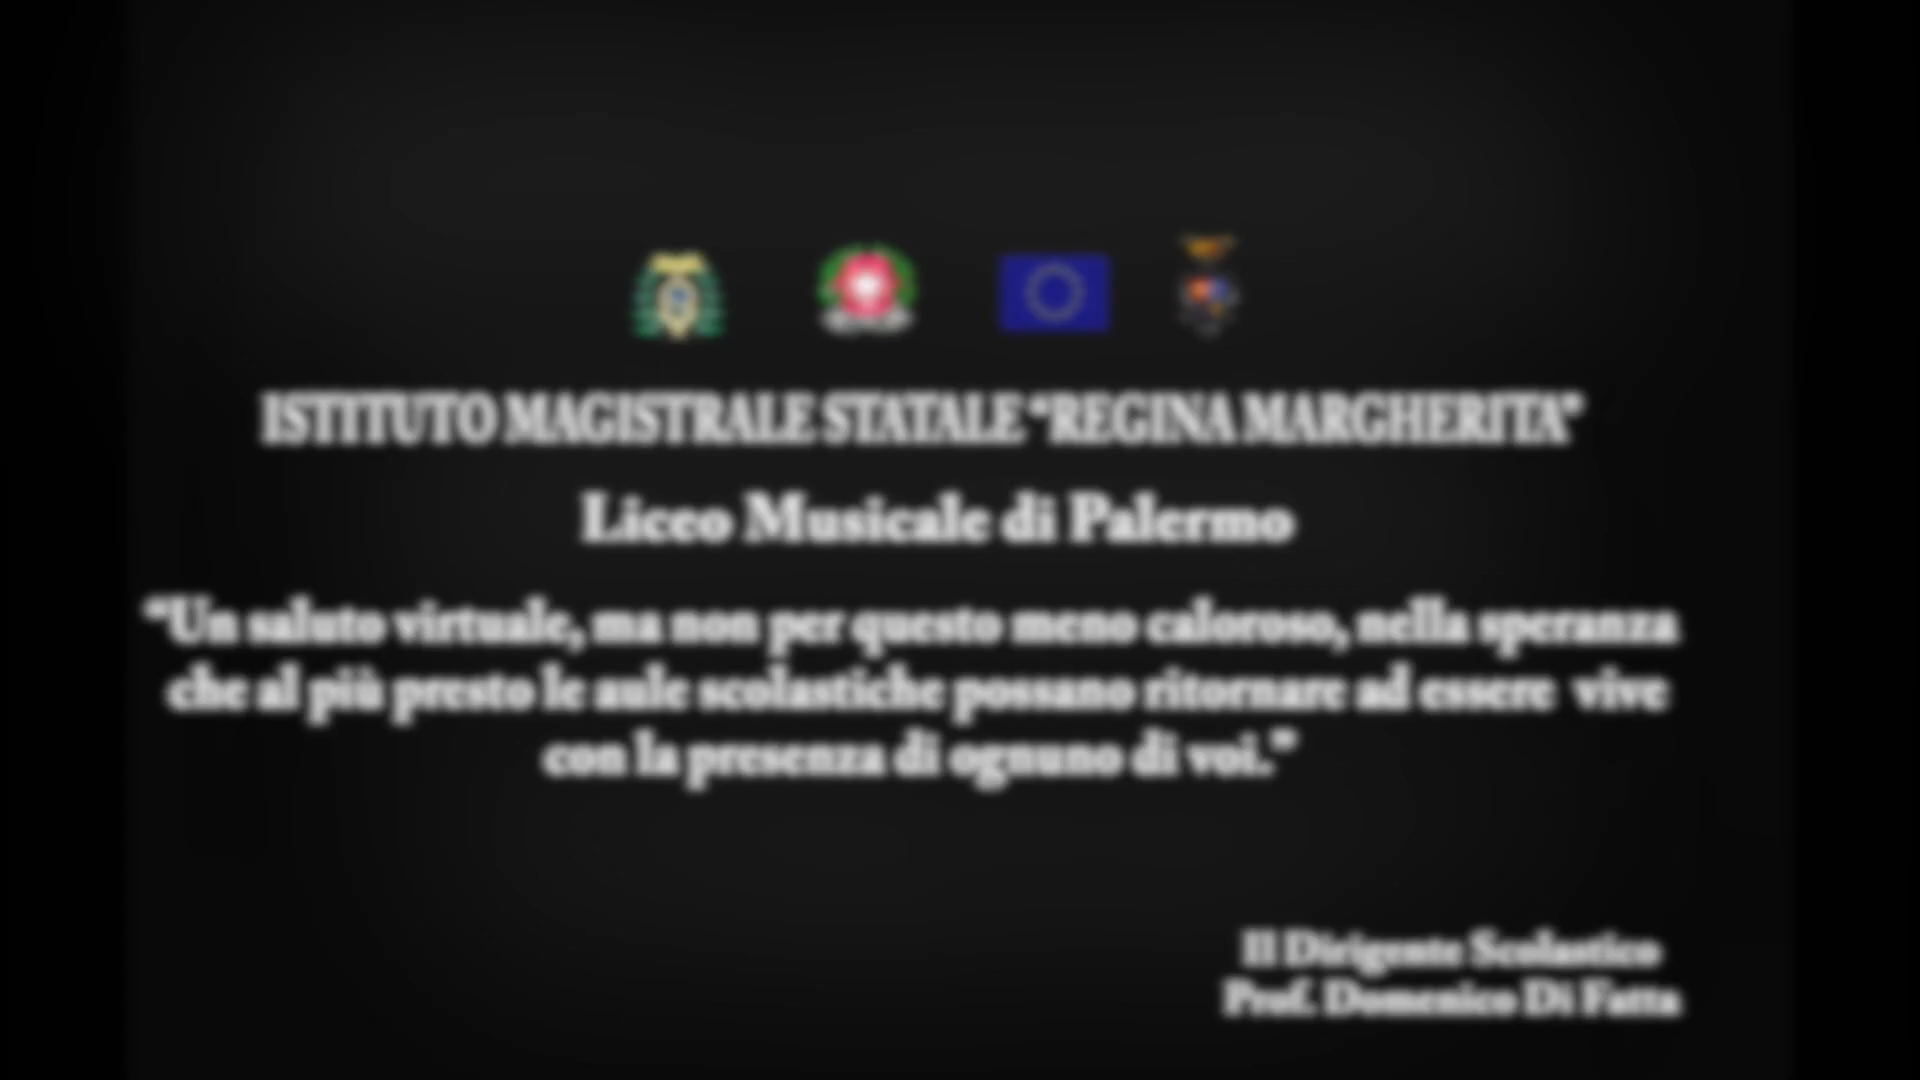 ISTITUTO MAGISTRALE STATALE “REGINA MARGHERITA”
Liceo Musicale di Palermo
“Un saluto virtuale, ma non per questo meno caloroso, nella speranza
che al più presto le aule scolastiche possano ritornare ad essere vive
con la presenza di ognuno di voi.”
Il Dirigente Scolastico
Prof. Domenico Di Fatta